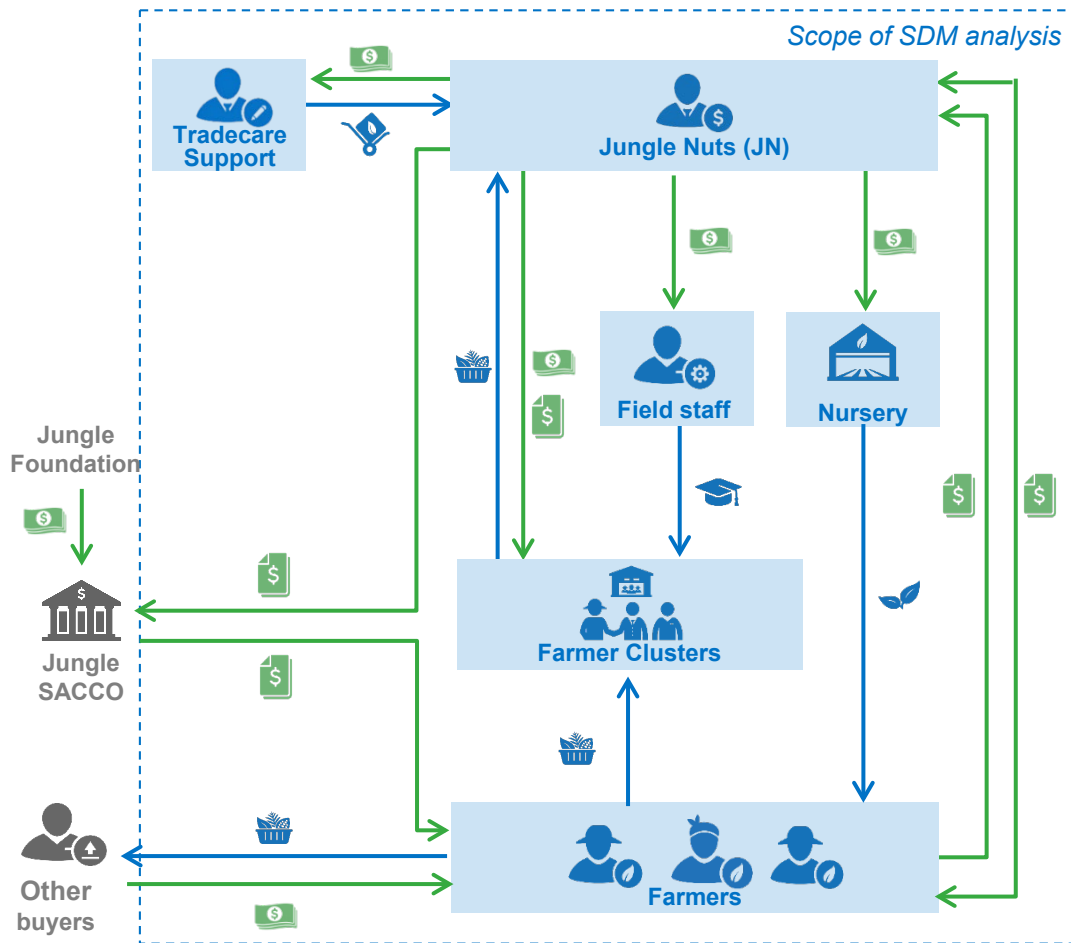 Scope of SDM analysis
Tradecare
Support
Jungle Nuts (JN)
Field staff
Nursery
Jungle
Foundation
Jungle
SACCO
Farmer Clusters
Other
buyers
Farmers